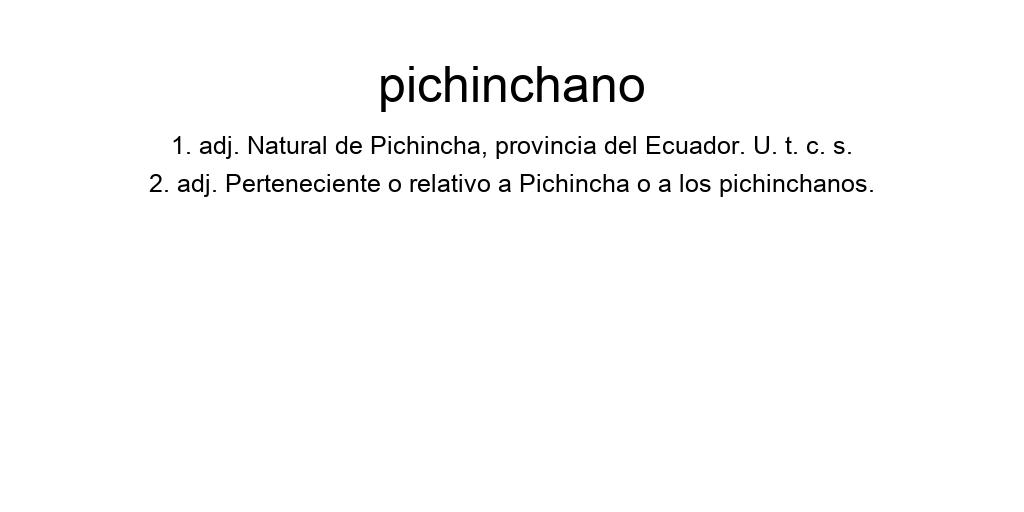 pichinchano
1. adj. Natural de Pichincha, provincia del Ecuador. U. t. c. s.
2. adj. Perteneciente o relativo a Pichincha o a los pichinchanos.